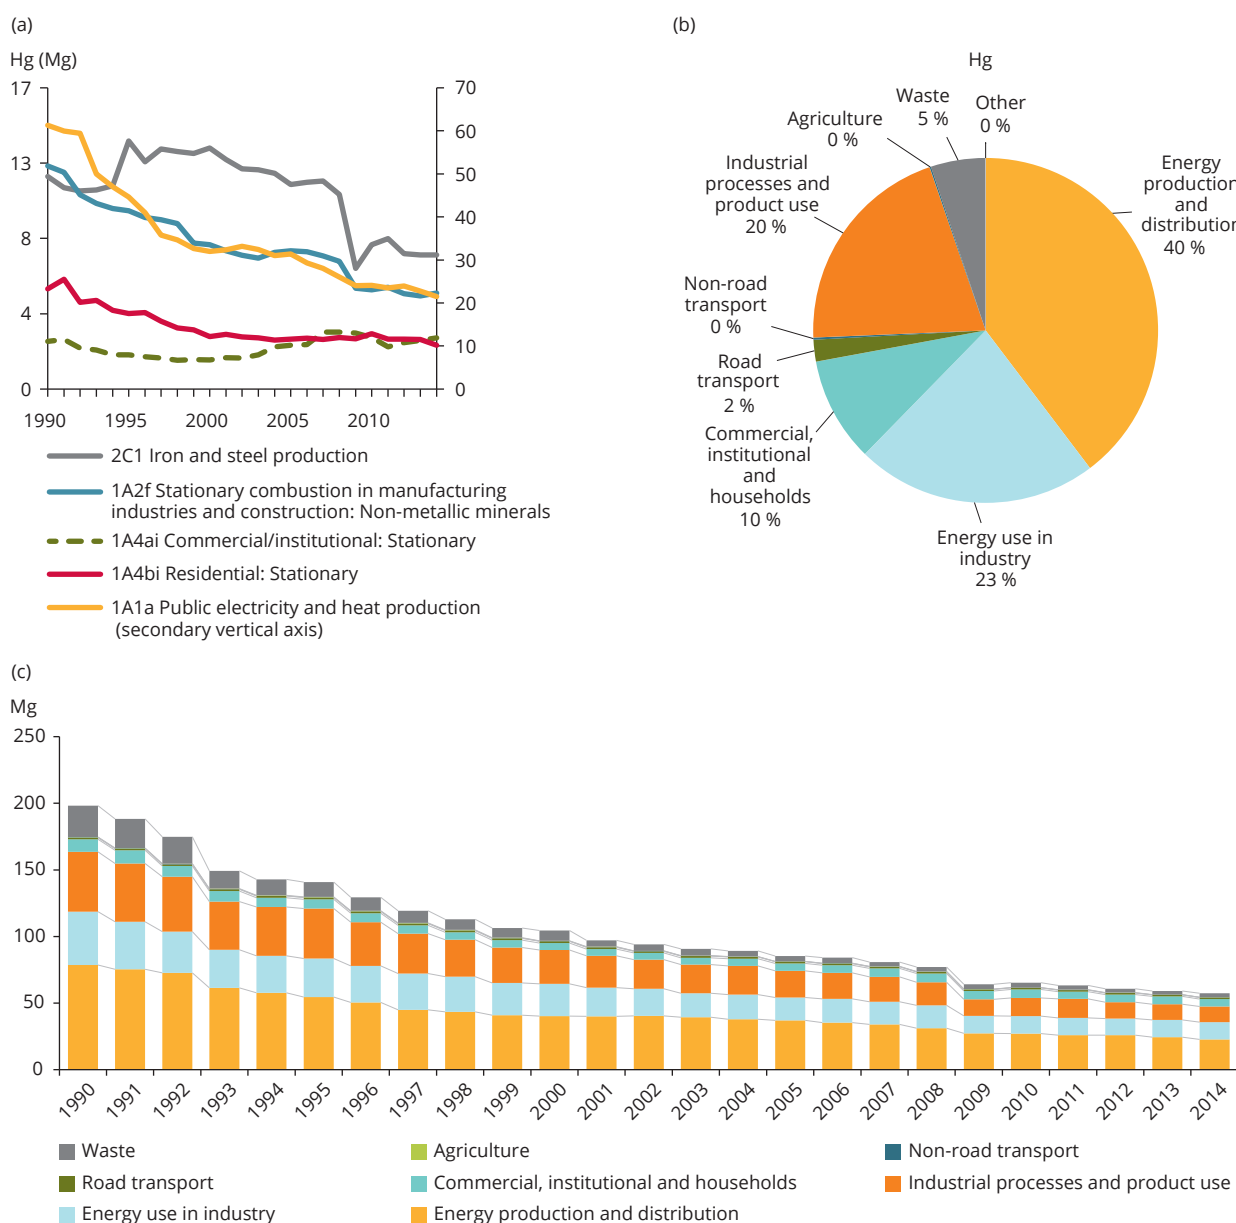 (a)
Hg (Mg)
17
13
8
4
0
70
60
50
40
30
20
10
0
1990 1995 2000 2005 2010
2C1 Iron and steel production
1A2f Stationary combustion in manufacturing
industries and construction: Non-metallic minerals
1A4ai Commercial/institutional: Stationary
1A4bi Residential: Stationary
1A1a Public electricity and heat production
(secondary vertical axis)
(b)
Hg
Other
0 %
Energy
production
and
distribution
40 %
Energy use in
industry
23 %
Commercial,
institutional
and
households
10 %
Road
transport
2 %
Non-road
transport
0 %
Industrial
processes and
product use
20 %
Agriculture
0 %
Waste
5 %
(c)
Mg
250
200
150
100
50
0
1990 1991 1992 1993 1994 1995 1996 1997 1998 1999 2000 2001 2002 2003 2004 2005 2006 2007 2008 2009 2010 2011 2012 2013 2014
Waste Agriculture Non-road transport
Road transport Commercial, institutional and households Industrial processes and product use
Energy use in industry Energy production and distribution